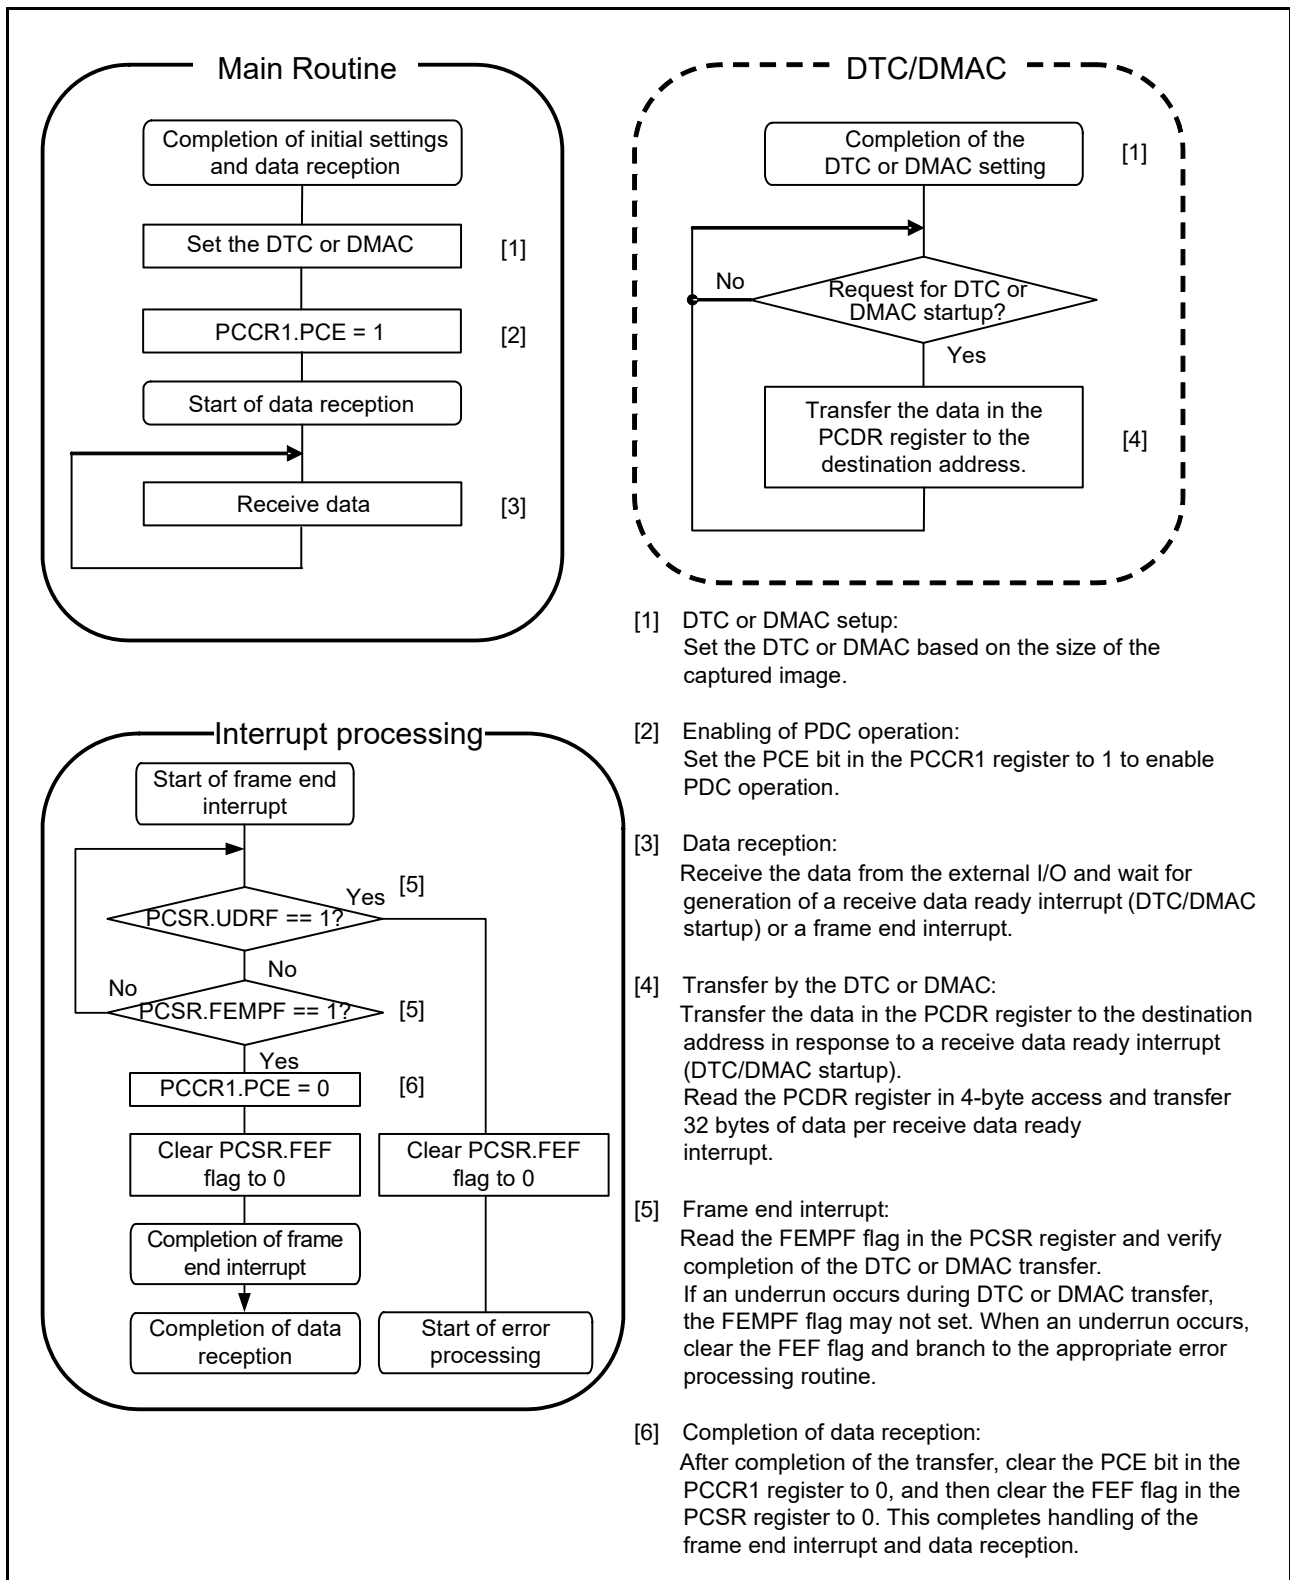 Main Routine
Completion of initial settings
and data reception
Set the DTC or DMAC
[1]
PCCR1.PCE = 1
[2]
Start of data reception
Receive data
[3]
DTC/DMAC
Completion of the
DTC or DMAC setting
[1]
No
Request for DTC or
DMAC startup?
Yes
Transfer the data in the
PCDR register to the
destination address.
[4]
Interrupt processing
Start of frame end
interrupt
Yes
[5]
PCSR.UDRF == 1?
No
No
PCSR.FEMPF == 1?
[5]
Yes
PCCR1.PCE = 0
[6]
Clear PCSR.FEF
flag to 0
Clear PCSR.FEF
flag to 0
Completion of frame
end interrupt
Completion of data
reception
Start of error
processing
[1] DTC or DMAC setup:
Set the DTC or DMAC based on the size of the
captured image.
[2] Enabling of PDC operation:
Set the PCE bit in the PCCR1 register to 1 to enable
PDC operation.
[3] Data reception:
Receive the data from the external I/O and wait for
generation of a receive data ready interrupt (DTC/DMAC
startup) or a frame end interrupt.
[4] Transfer by the DTC or DMAC:
Transfer the data in the PCDR register to the destination
address in response to a receive data ready interrupt
(DTC/DMAC startup).
Read the PCDR register in 4-byte access and transfer
32 bytes of data per receive data ready
interrupt.
[5] Frame end interrupt:
Read the FEMPF flag in the PCSR register and verify
completion of the DTC or DMAC transfer.
If an underrun occurs during DTC or DMAC transfer,
the FEMPF flag may not set. When an underrun occurs,
clear the FEF flag and branch to the appropriate error
processing routine.
[6] Completion of data reception:
After completion of the transfer, clear the PCE bit in the
PCCR1 register to 0, and then clear the FEF flag in the
PCSR register to 0. This completes handling of the
frame end interrupt and data reception.